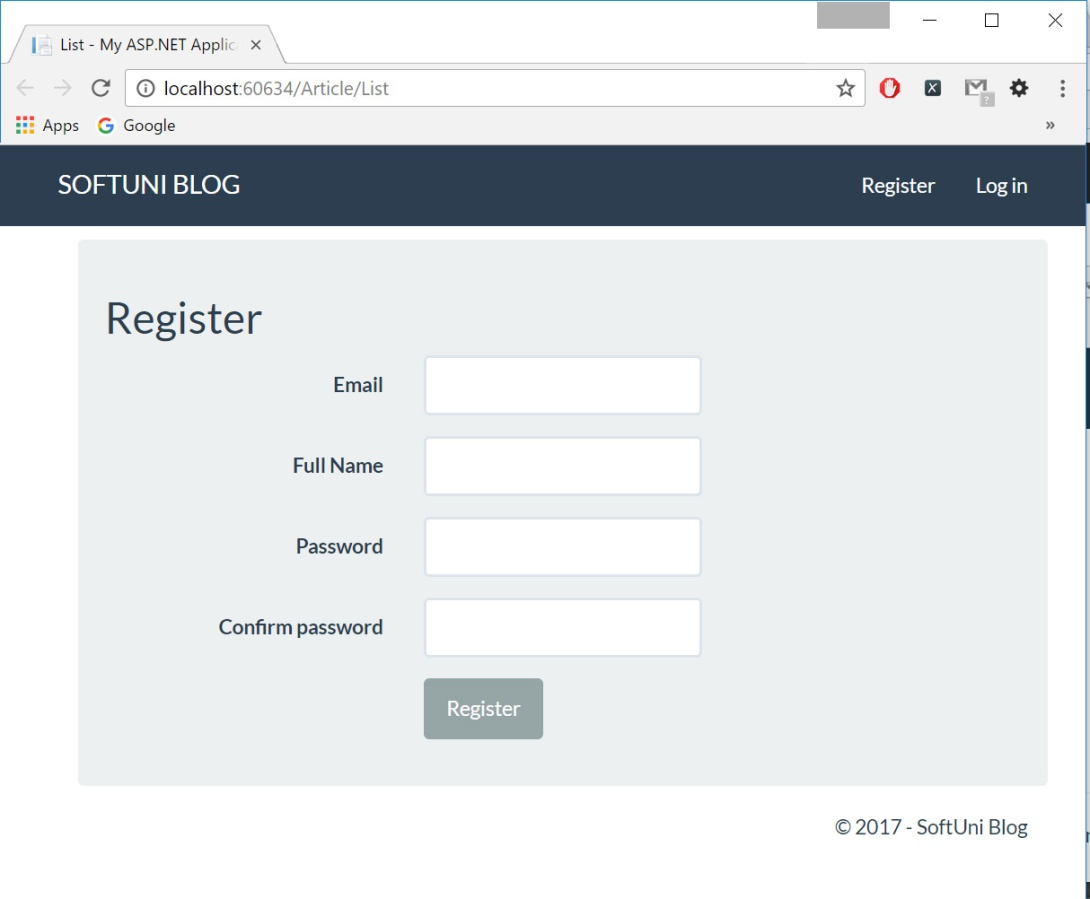 List - My ASP.NET Applic
localhost:60634/Article/List
Apps Google
SOFTUNI BLOG Register Log in
Register
Email
Full Name
Password
Confirm password
Register
© 2017 - SoftUni Blog